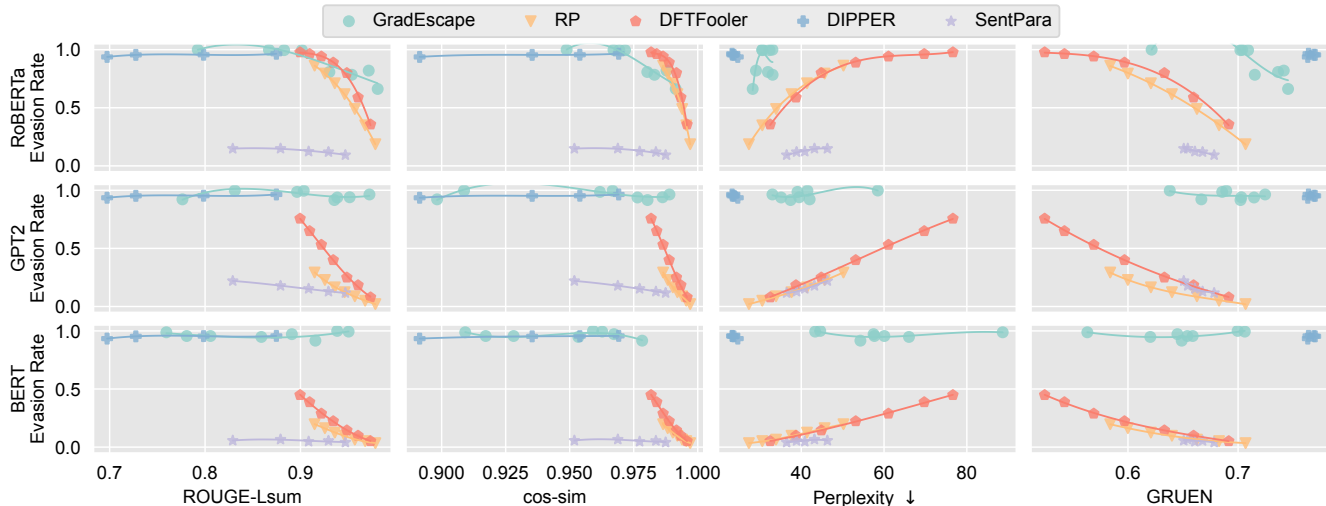 GradEscape RP DFTFooler DIPPER SentPara
RoBERTa
Evasion Rate
1.0
0.5
0.0
GPT2
Evasion Rate
1.0
0.5
0.0
BERT
Evasion Rate
1.0
0.5
0.0
0.7 0.8 0.9
ROUGE-Lsum
0.900 0.925 0.950 0.975 1.000
cos-sim
40 60 80
Perplexity ↓
0.6 0.7
GRUEN